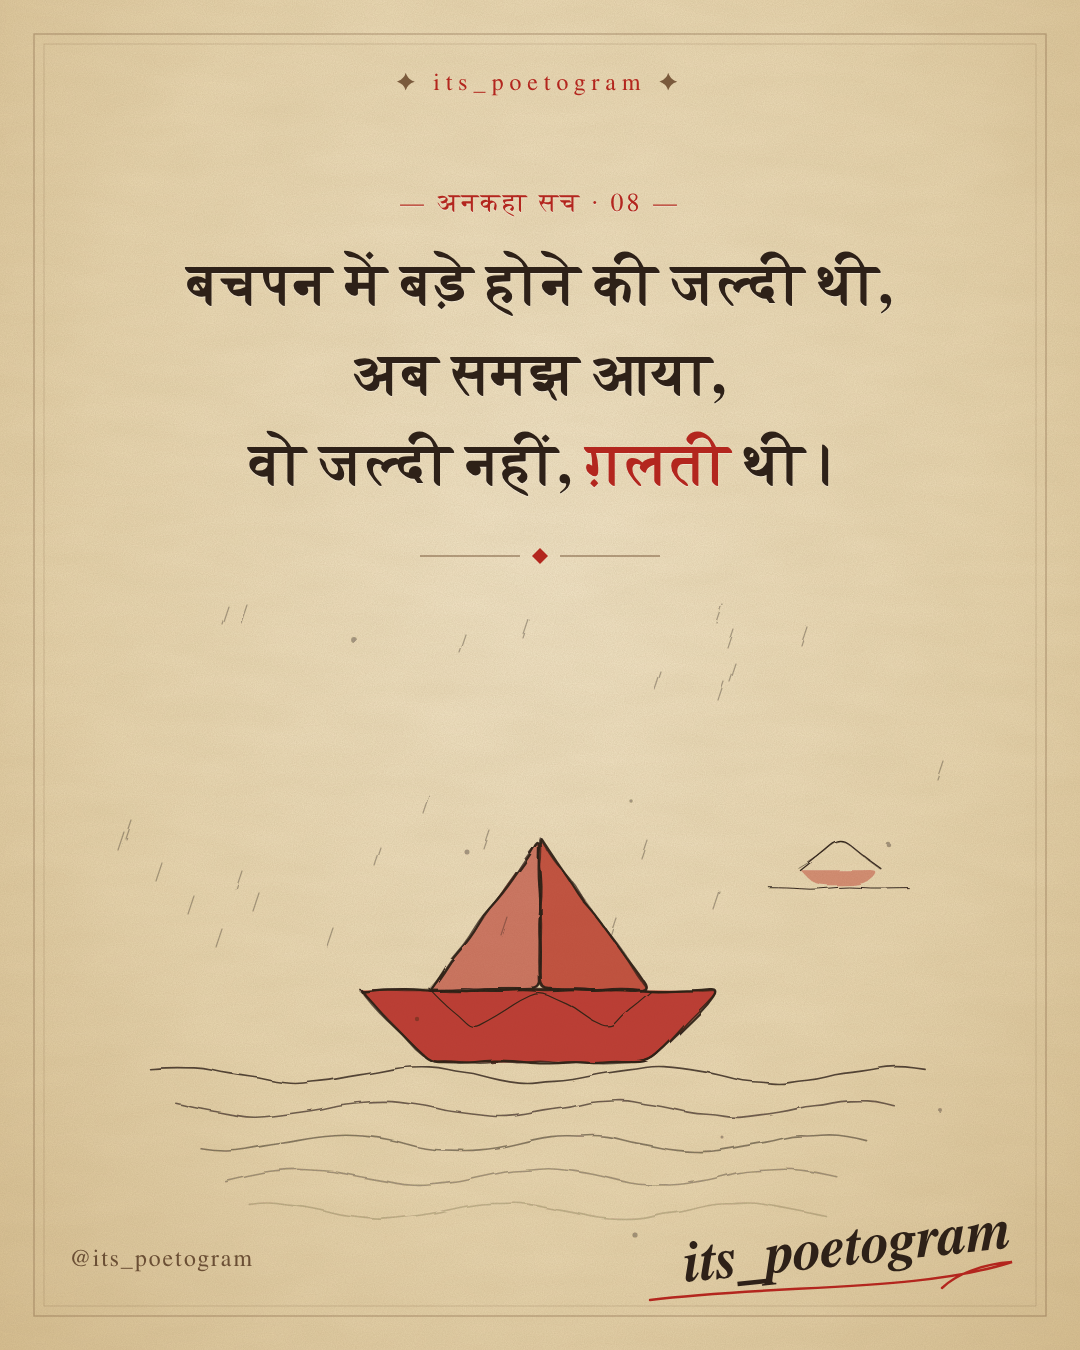 ✦ its_poetogram ✦
— अनकहा सच · 08 —
बचपन में बड़े होने की जल्दी थी,
अब समझ आया,
वो जल्दी नहीं, ग़लती थी।
@its_poetogram
its_poetogram